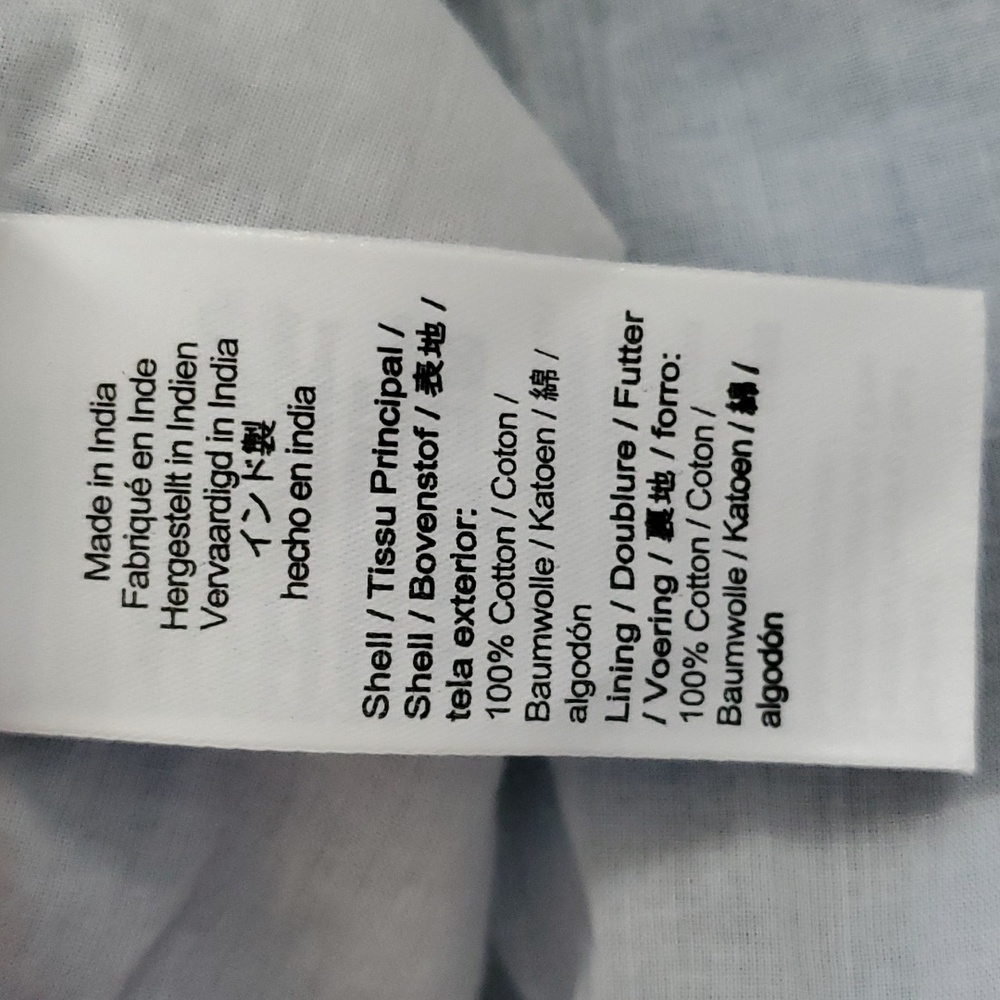 Made in India
Fabriqué en Inde
Hergestellt in Indien
Vervaardigd in India
インド製
hecho en india
Shell / Tissu Principal /
Shell / Bovenstof / 表地 /
tela exterior:
100% Cotton / Coton /
Baumwolle / Katoen / 綿 /
algodón
Lining / Doublure / Futter
/ Voering / 裏地 / forro:
100% Cotton / Coton /
Baumwolle / Katoen / 綿 /
algodón